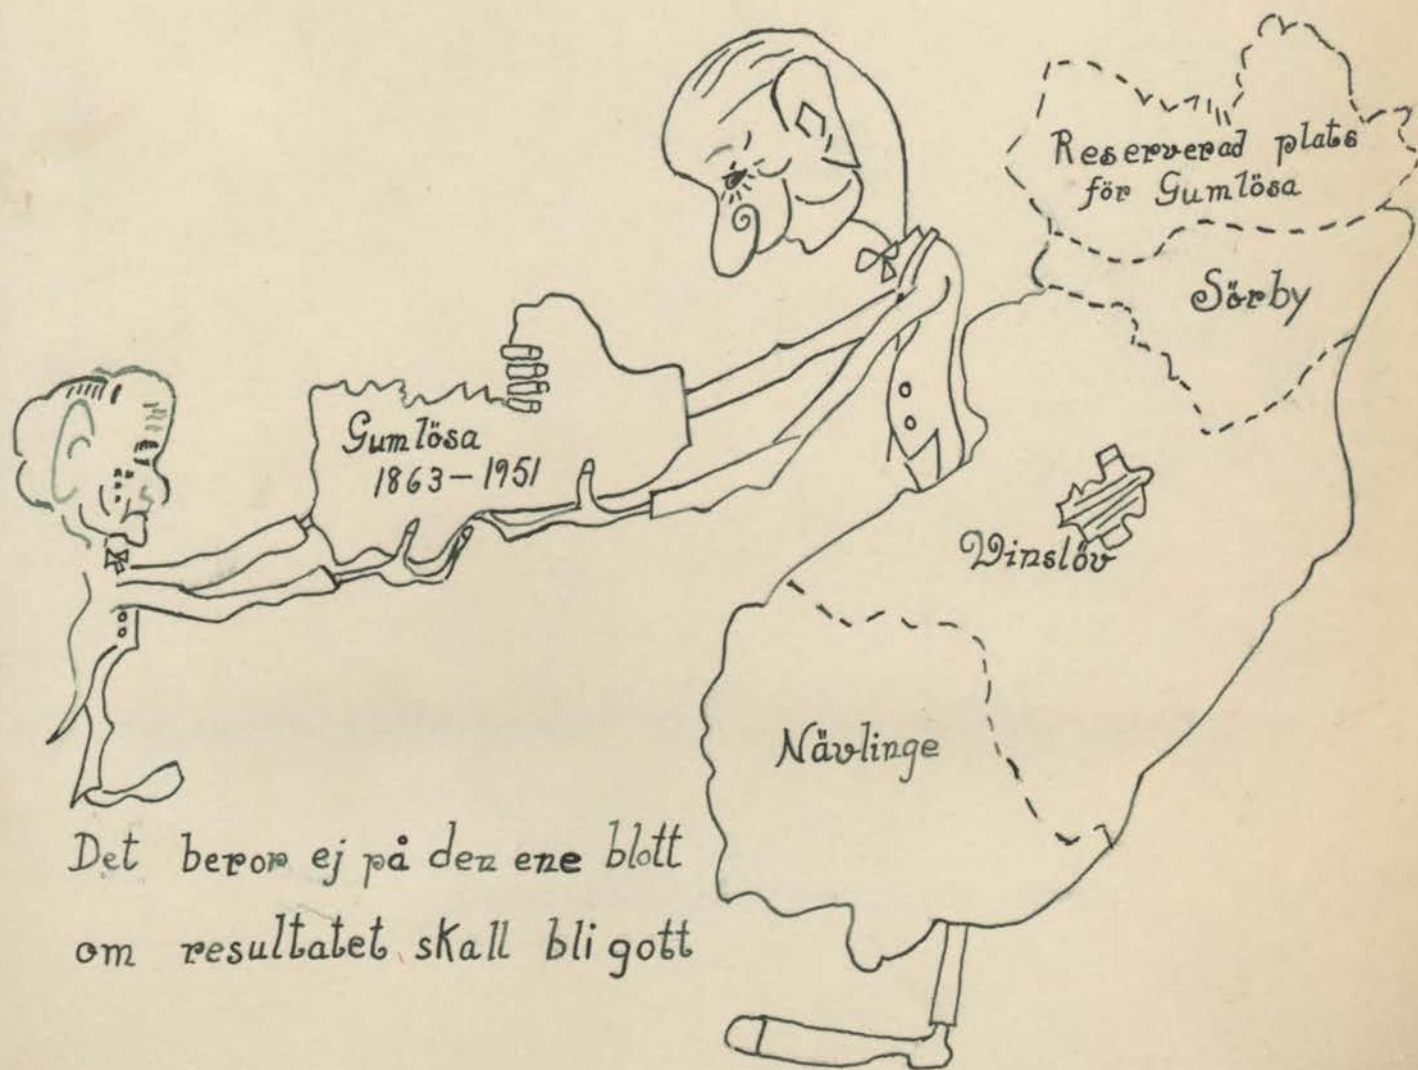 Reserverad plats
för Gumlösa
Sörby
Gumlösa
1863-1951
Winslöv
Nävlinge
Det beror ej på den ene blott
om resultatet skall bli gott